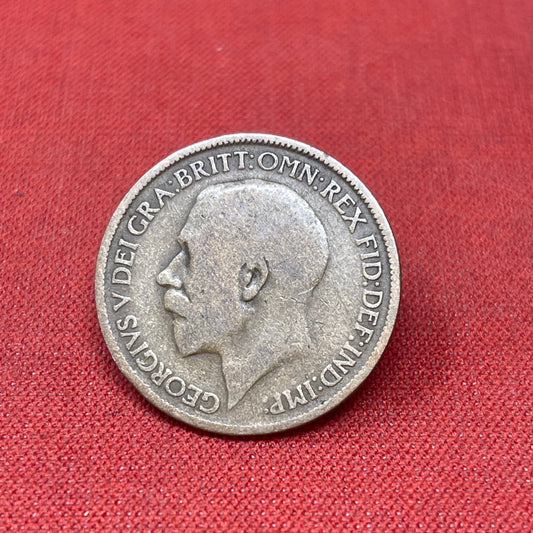 GEORGIVS V DEI GRA:BRITT:OMN:REX FID:DEF:IND:IMP: